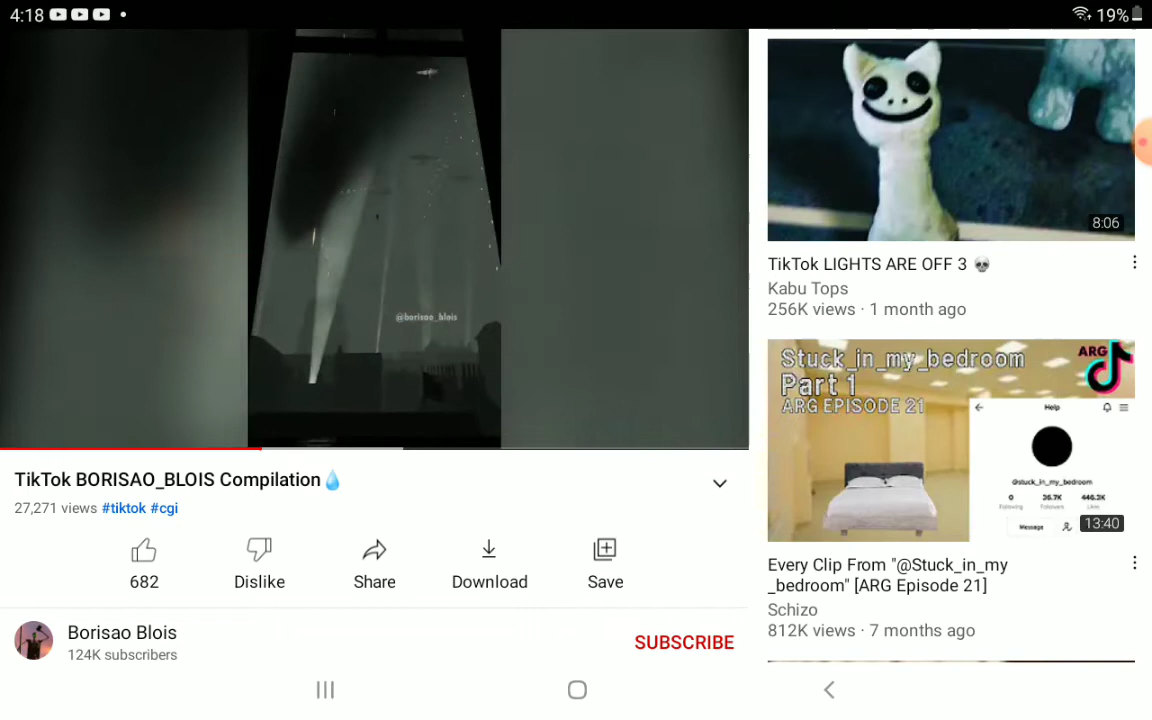 4:18
19%
@borisao_blois
TikTok BORISAO_BLOIS Compilation💧
27,271 views #tiktok #cgi
682
Dislike
Share
Download
Save
Borisao Blois
124K subscribers
SUBSCRIBE
8:06
TikTok LIGHTS ARE OFF 3 💀
Kabu Tops
256K views · 1 month ago
Stuck_in_my_bedroom
Part 1
ARG EPISODE 21
ARG
Help
@stuck_in_my_bedroom
0
36.7K
446.3K
Following
Followers
Likes
Message
13:40
Every Clip From "@Stuck_in_my
_bedroom" [ARG Episode 21]
Schizo
812K views · 7 months ago